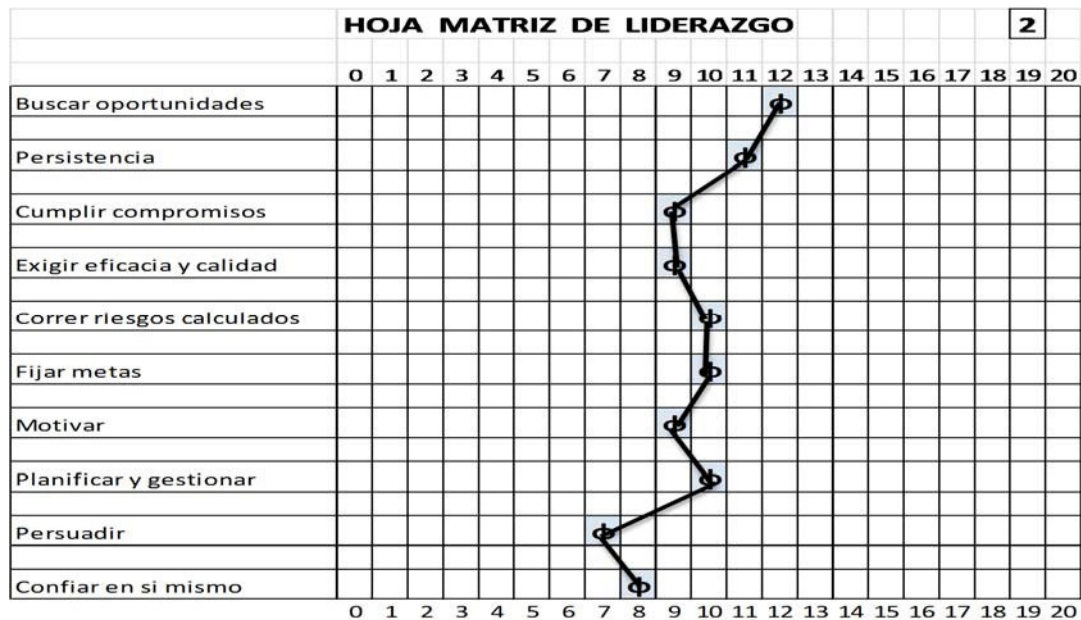 HOJA MATRIZ DE LIDERAZGO 2
0 1 2 3 4 5 6 7 8 9 10 11 12 13 14 15 16 17 18 19 20
Buscar oportunidades
Persistencia
Cumplir compromisos
Exigir eficacia y calidad
Correr riesgos calculados
Fijar metas
Motivar
Planificar y gestionar
Persuadir
Confiar en si mismo
0 1 2 3 4 5 6 7 8 9 10 11 12 13 14 15 16 17 18 19 20